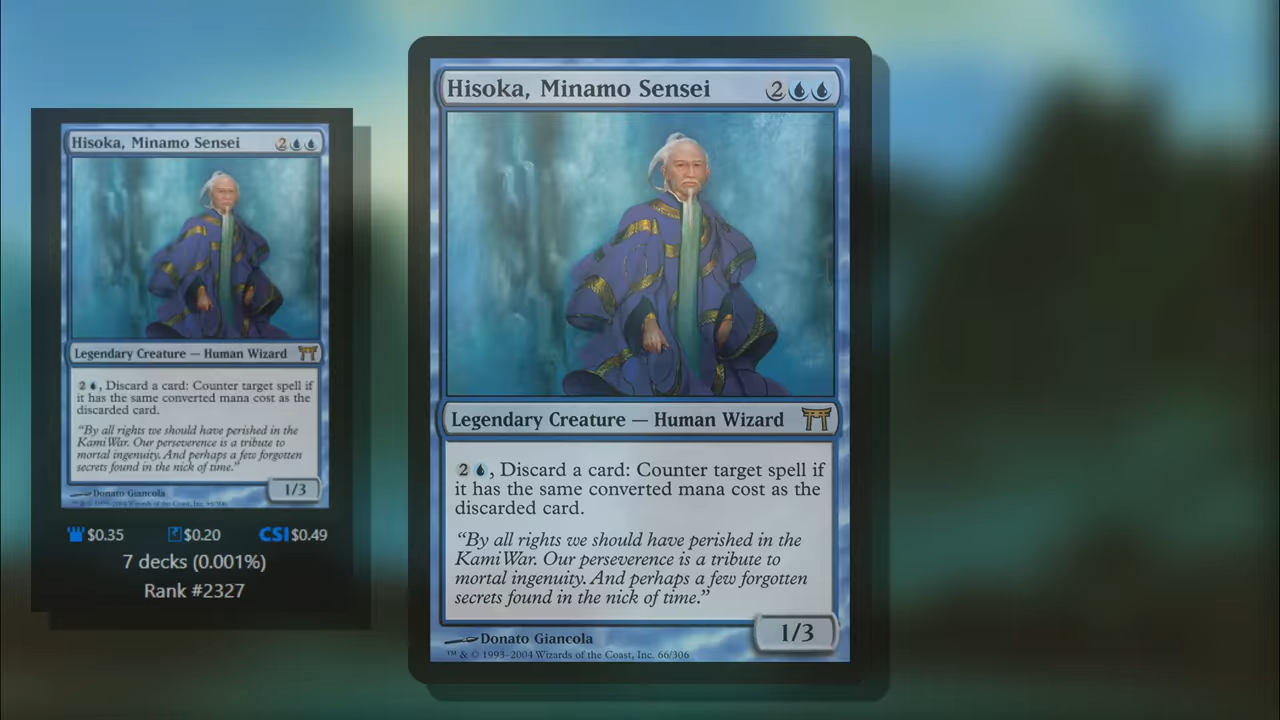 Hisoka, Minamo Sensei 2
Legendary Creature — Human Wizard
2 , Discard a card: Counter target spell if
it has the same converted mana cost as the
discarded card.
"By all rights we should have perished in the
Kami War. Our perseverence is a tribute to
mortal ingenuity. And perhaps a few forgotten
secrets found in the nick of time."
1/3
Donato Giancola
$0.35 $0.20 CSI $0.49
7 decks (0.001%)
Rank #2327
Hisoka, Minamo Sensei 2
Legendary Creature — Human Wizard
2 , Discard a card: Counter target spell if
it has the same converted mana cost as the
discarded card.
"By all rights we should have perished in the
Kami War. Our perseverence is a tribute to
mortal ingenuity. And perhaps a few forgotten
secrets found in the nick of time."
1/3
Donato Giancola
™ & © 1993–2004 Wizards of the Coast, Inc. 66/306